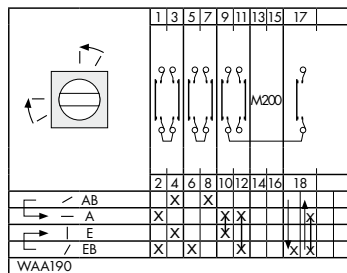 1 3 5 7 9 11 13 15 17
M200
2 4 6 8 10 12 14 16 18
AB X X
A X X X X
E X X
EB X X X X X
WAA190